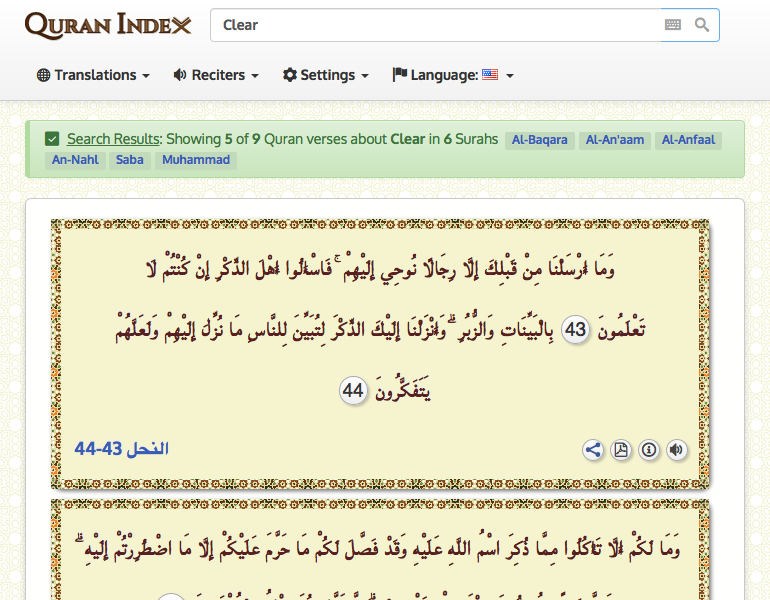 QURAN INDEX
Clear
Translations Reciters Settings Language:
Search Results: Showing 5 of 9 Quran verses about Clear in 6 Surahs Al-Baqara Al-An'aam Al-Anfaal
An-Nahl Saba Muhammad
وَمَا أَرْسَلْنَا مِنْ قَبْلِكَ إِلَّا رِجَالًا نُوحِي إِلَيْهِمْ ۚ فَاسْأَلُوا أَهْلَ الذِّكْرِ إِنْ كُنْتُمْ لَا
تَعْلَمُونَ 43 بِالْبَيِّنَاتِ وَالزُّبُرِ ۗ وَأَنْزَلْنَا إِلَيْكَ الذِّكْرَ لِتُبَيِّنَ لِلنَّاسِ مَا نُزِّلَ إِلَيْهِمْ وَلَعَلَّهُمْ
يَتَفَكَّرُونَ 44
النحل 43-44
وَمَا لَكُمْ أَلَّا تَأْكُلُوا مِمَّا ذُكِرَ اسْمُ اللَّهِ عَلَيْهِ وَقَدْ فَصَّلَ لَكُمْ مَا حَرَّمَ عَلَيْكُمْ إِلَّا مَا اضْطُرِرْتُمْ إِلَيْهِ ۗ